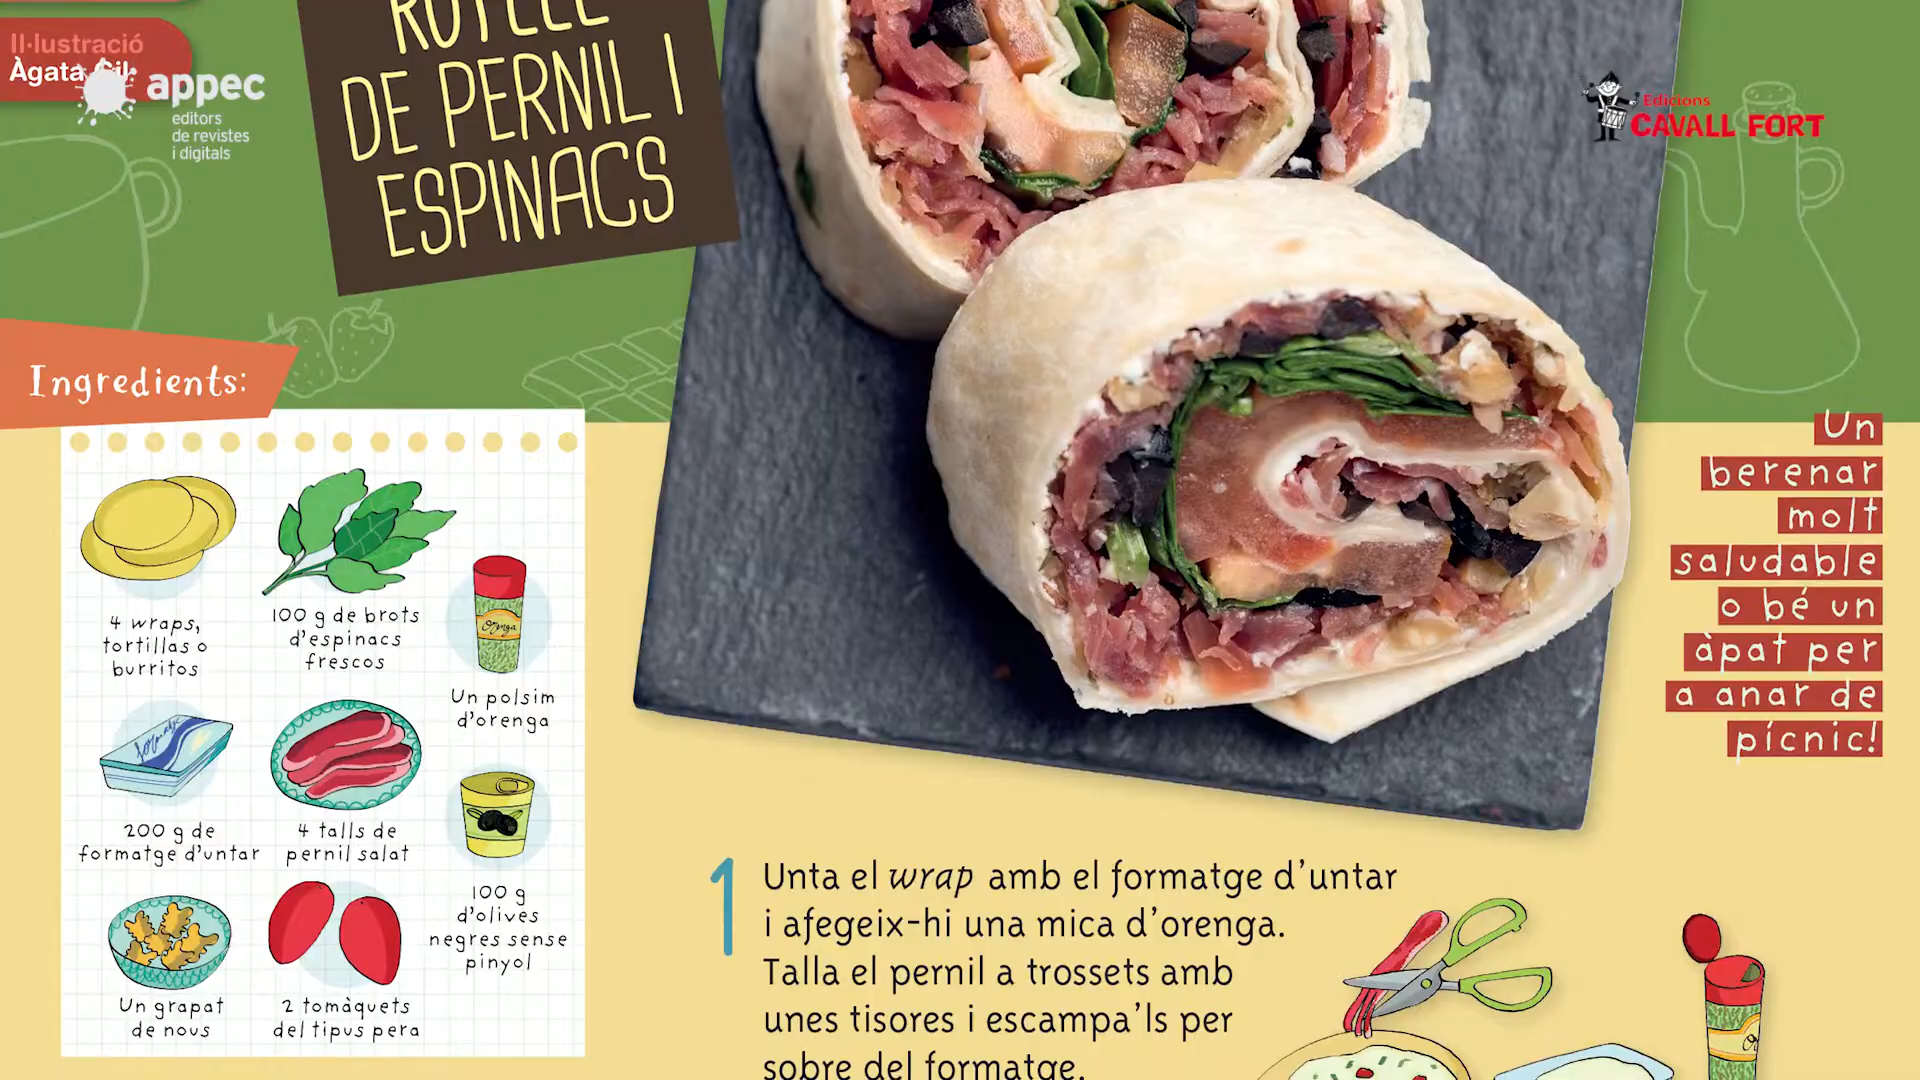 Il·lustració
Àgata Gil
appec
editors
de revistes
i digitals
ROTLLE
DE PERNIL I
ESPINACS
Edicions
CAVALL FORT
Ingredients:
4 wraps,
tortillas o
burritos
100 g de brots
d'espinacs
frescos
Orenga
Un polsim
d'orenga
200 g de
formatge d'untar
4 talls de
pernil salat
100 g
d'olives
negres sense
pinyol
Un grapat
de nous
2 tomàquets
del tipus pera
Un
berenar
molt
saludable
o bé un
àpat per
a anar de
pícnic!
1 Unta el wrap amb el formatge d'untar
i afegeix-hi una mica d'orenga.
Talla el pernil a trossets amb
unes tisores i escampa'ls per
sobre del formatge.